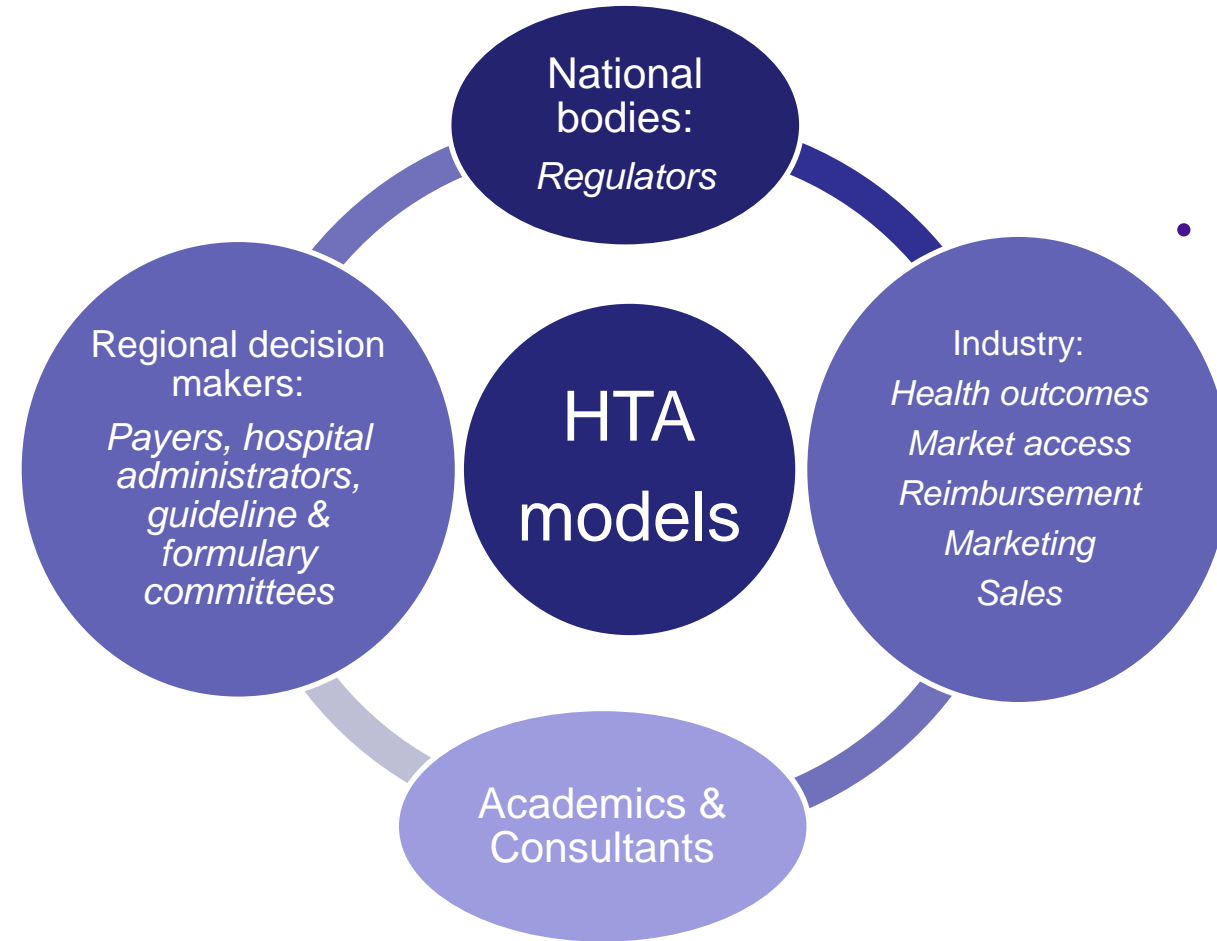 National
bodies:
Regulators
Regional decision
makers:
Payers, hospital
administrators,
guideline &
formulary
committees
HTA
models
Industry:
Health outcomes
Market access
Reimbursement
Marketing
Sales
Academics &
Consultants